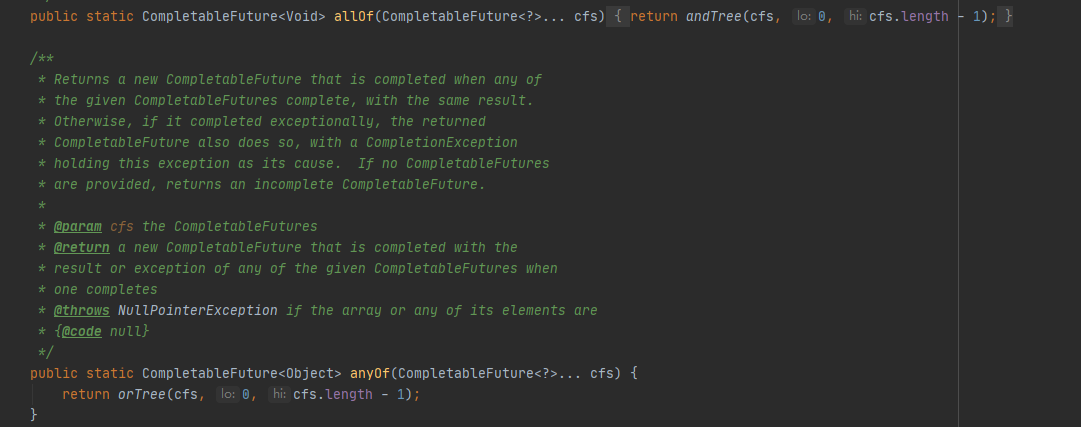 public static CompletableFuture<Void> allOf(CompletableFuture<?>... cfs) { return andTree(cfs, lo: 0, hi: cfs.length - 1); }
/**
* Returns a new CompletableFuture that is completed when any of
* the given CompletableFutures complete, with the same result.
* Otherwise, if it completed exceptionally, the returned
* CompletableFuture also does so, with a CompletionException
* holding this exception as its cause.  If no CompletableFutures
* are provided, returns an incomplete CompletableFuture.
*
* @param cfs the CompletableFutures
* @return a new CompletableFuture that is completed with the
* result or exception of any of the given CompletableFutures when
* one completes
* @throws NullPointerException if the array or any of its elements are
* {@code null}
*/
public static CompletableFuture<Object> anyOf(CompletableFuture<?>... cfs) {
return orTree(cfs, lo: 0, hi: cfs.length - 1);
}